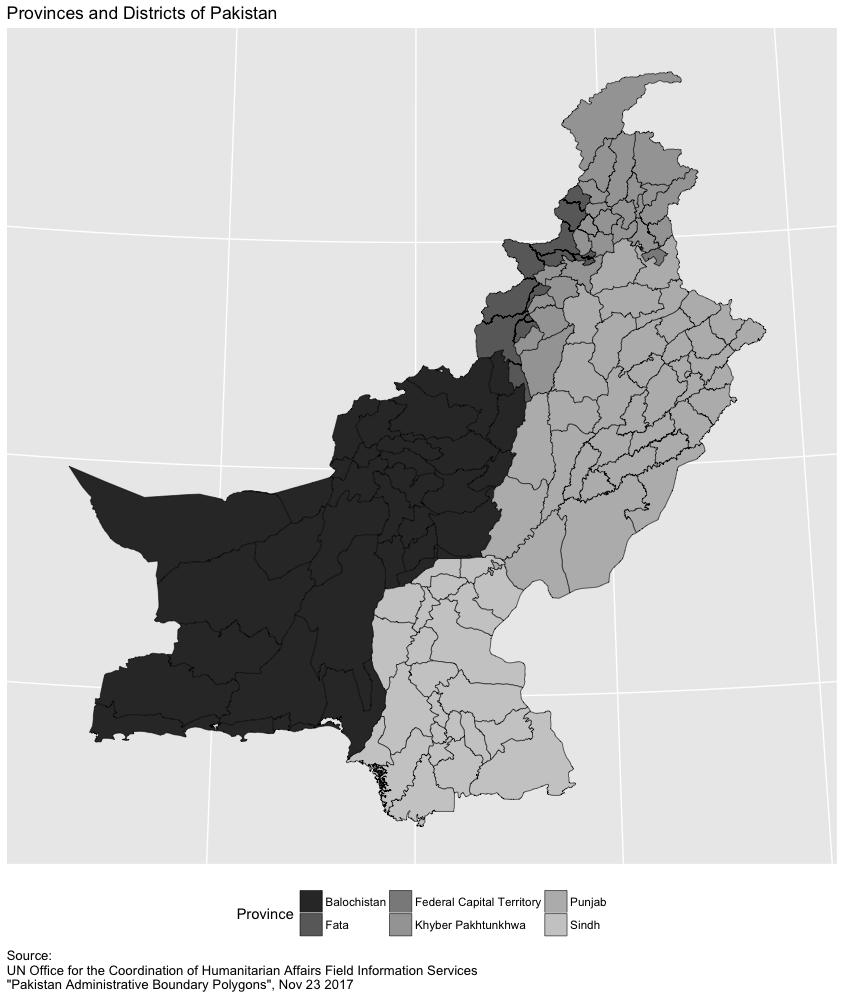 Provinces and Districts of Pakistan
Province
Balochistan
Federal Capital Territory
Punjab
Fata
Khyber Pakhtunkhwa
Sindh
Source:
UN Office for the Coordination of Humanitarian Affairs Field Information Services
"Pakistan Administrative Boundary Polygons", Nov 23 2017